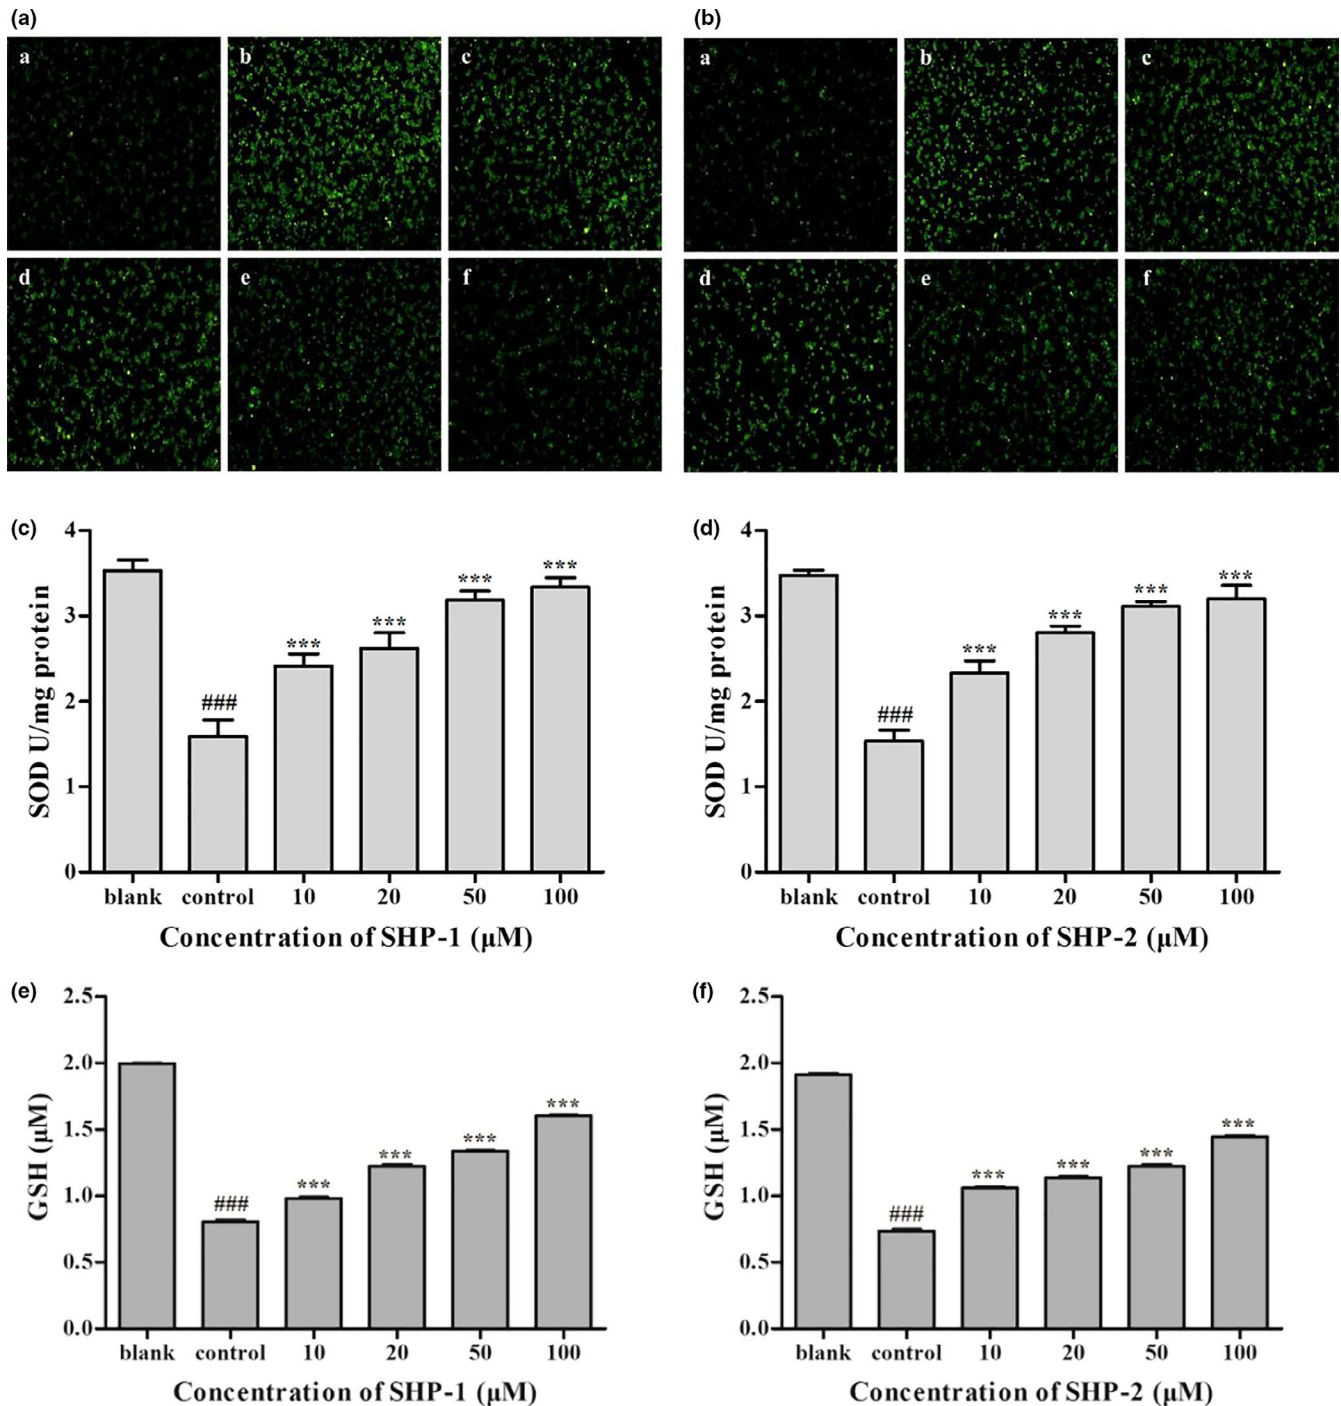 (a)
(b)
a
b
c
a
b
c
d
e
f
d
e
f
(c)
4
3
2
1
0
SOD U/mg protein
###
***
***
***
***
blank control 10 20 50 100
Concentration of SHP-1 (μM)
(d)
4
3
2
1
0
SOD U/mg protein
###
***
***
***
***
blank control 10 20 50 100
Concentration of SHP-2 (μM)
(e)
2.5
2.0
1.5
1.0
0.5
0.0
GSH (μM)
###
***
***
***
***
blank control 10 20 50 100
Concentration of SHP-1 (μM)
(f)
2.5
2.0
1.5
1.0
0.5
0.0
GSH (μM)
###
***
***
***
***
blank control 10 20 50 100
Concentration of SHP-2 (μM)